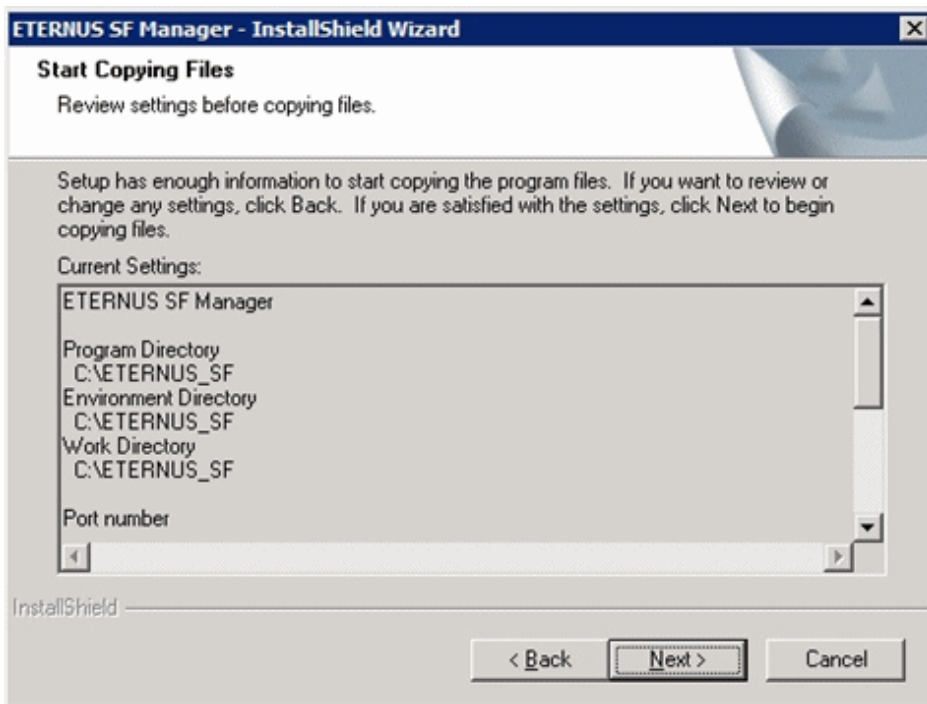 ETERNUS SF Manager - InstallShield Wizard
Start Copying Files
Review settings before copying files.
Setup has enough information to start copying the program files. If you want to review or
change any settings, click Back. If you are satisfied with the settings, click Next to begin
copying files.
Current Settings:
ETERNUS SF Manager
Program Directory
C:\ETERNUS_SF
Environment Directory
C:\ETERNUS_SF
Work Directory
C:\ETERNUS_SF
Port number
InstallShield
< Back
Next >
Cancel